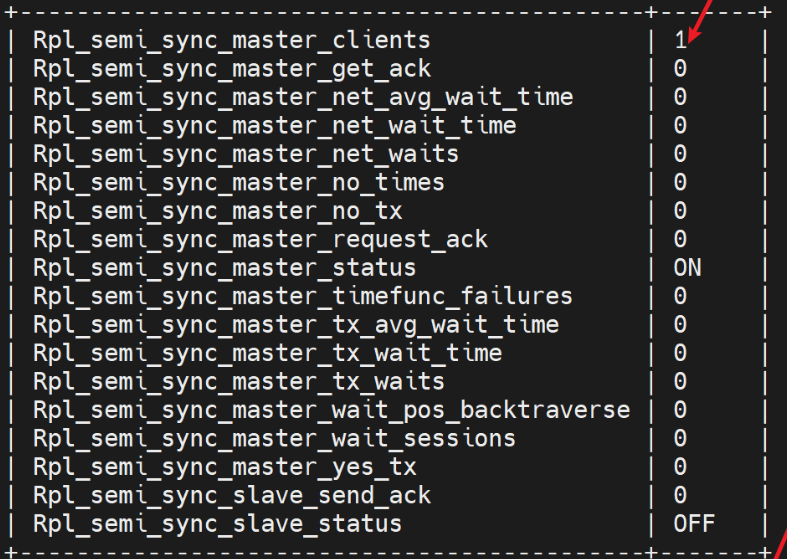 +--------------------------------------------+-------+
| Rpl_semi_sync_master_clients               | 1     |
| Rpl_semi_sync_master_get_ack               | 0     |
| Rpl_semi_sync_master_net_avg_wait_time     | 0     |
| Rpl_semi_sync_master_net_wait_time         | 0     |
| Rpl_semi_sync_master_net_waits             | 0     |
| Rpl_semi_sync_master_no_times              | 0     |
| Rpl_semi_sync_master_no_tx                 | 0     |
| Rpl_semi_sync_master_request_ack           | 0     |
| Rpl_semi_sync_master_status                | ON    |
| Rpl_semi_sync_master_timefunc_failures     | 0     |
| Rpl_semi_sync_master_tx_avg_wait_time      | 0     |
| Rpl_semi_sync_master_tx_wait_time          | 0     |
| Rpl_semi_sync_master_tx_waits              | 0     |
| Rpl_semi_sync_master_wait_pos_backtraverse | 0     |
| Rpl_semi_sync_master_wait_sessions         | 0     |
| Rpl_semi_sync_master_yes_tx                | 0     |
| Rpl_semi_sync_slave_send_ack               | 0     |
| Rpl_semi_sync_slave_status                 | OFF   |
+--------------------------------------------+-------+